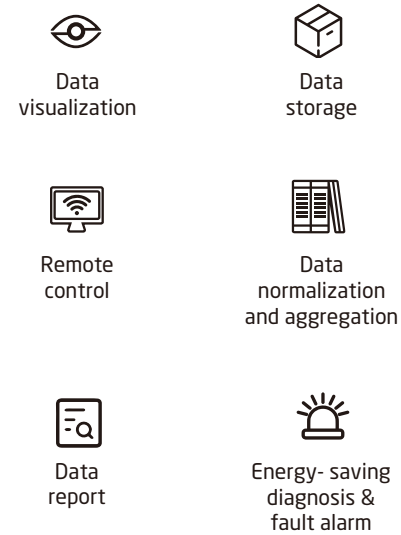 Data
visualization
Data
storage
Remote
control
Data
normalization
and aggregation
Data
report
Energy- saving
diagnosis &
fault alarm